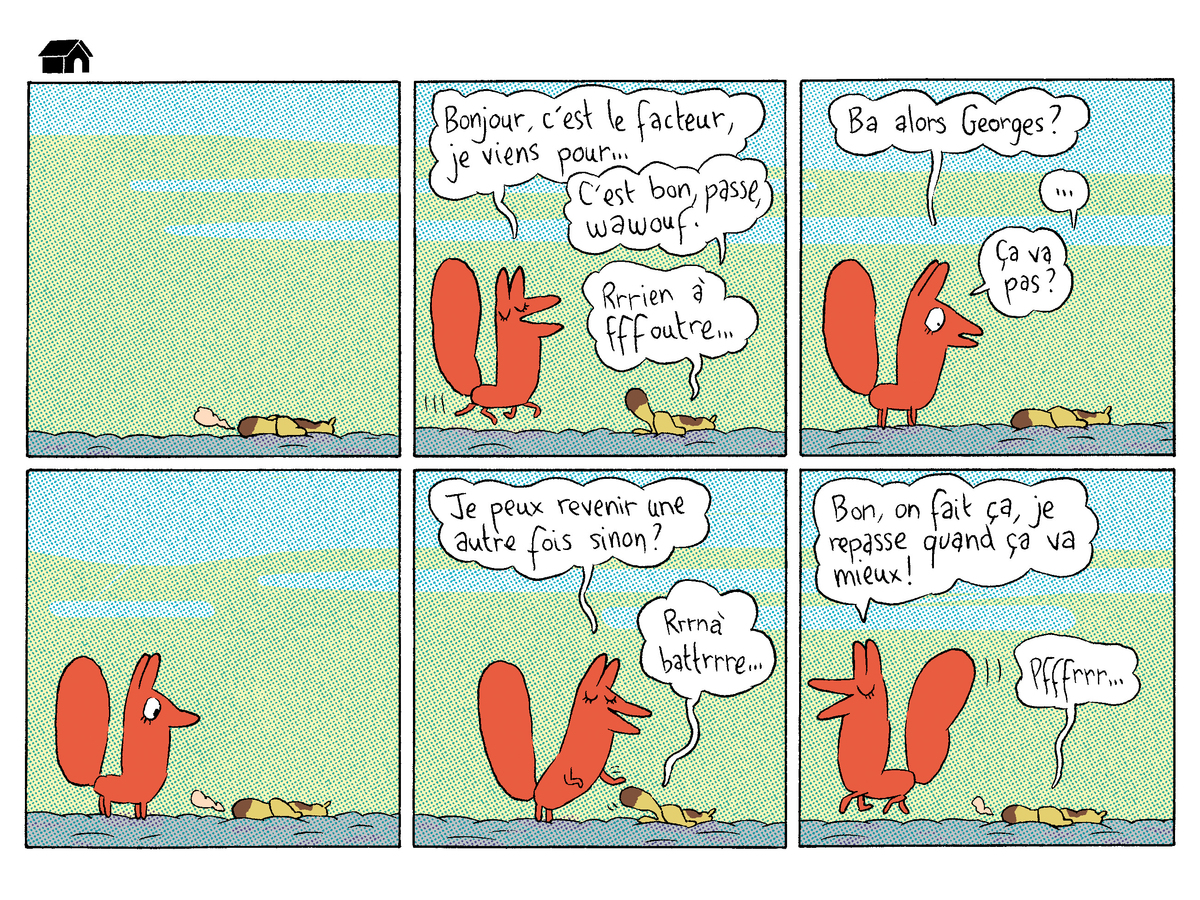 Bonjour, c'est le facteur,
je viens pour...
C'est bon, passe,
wawouf.
Rrrien à
fffoutre...
Ba alors Georges?
...
Ça va
pas?
Je peux revenir une
autre fois sinon?
Rrrnà
battrrre...
Bon, on fait ça, je
repasse quand ça va
mieux!
Pfffrrr...